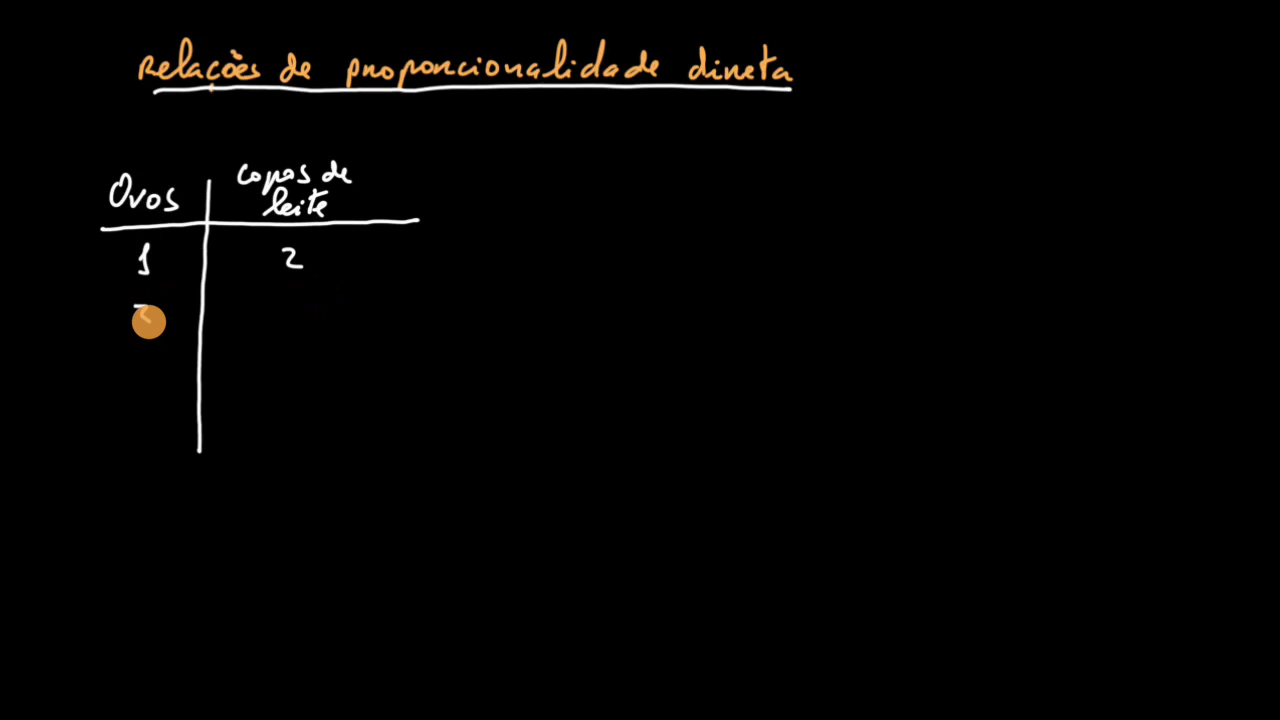 Relações de proporcionalidade direta
Ovos
copos de
leite
1
2